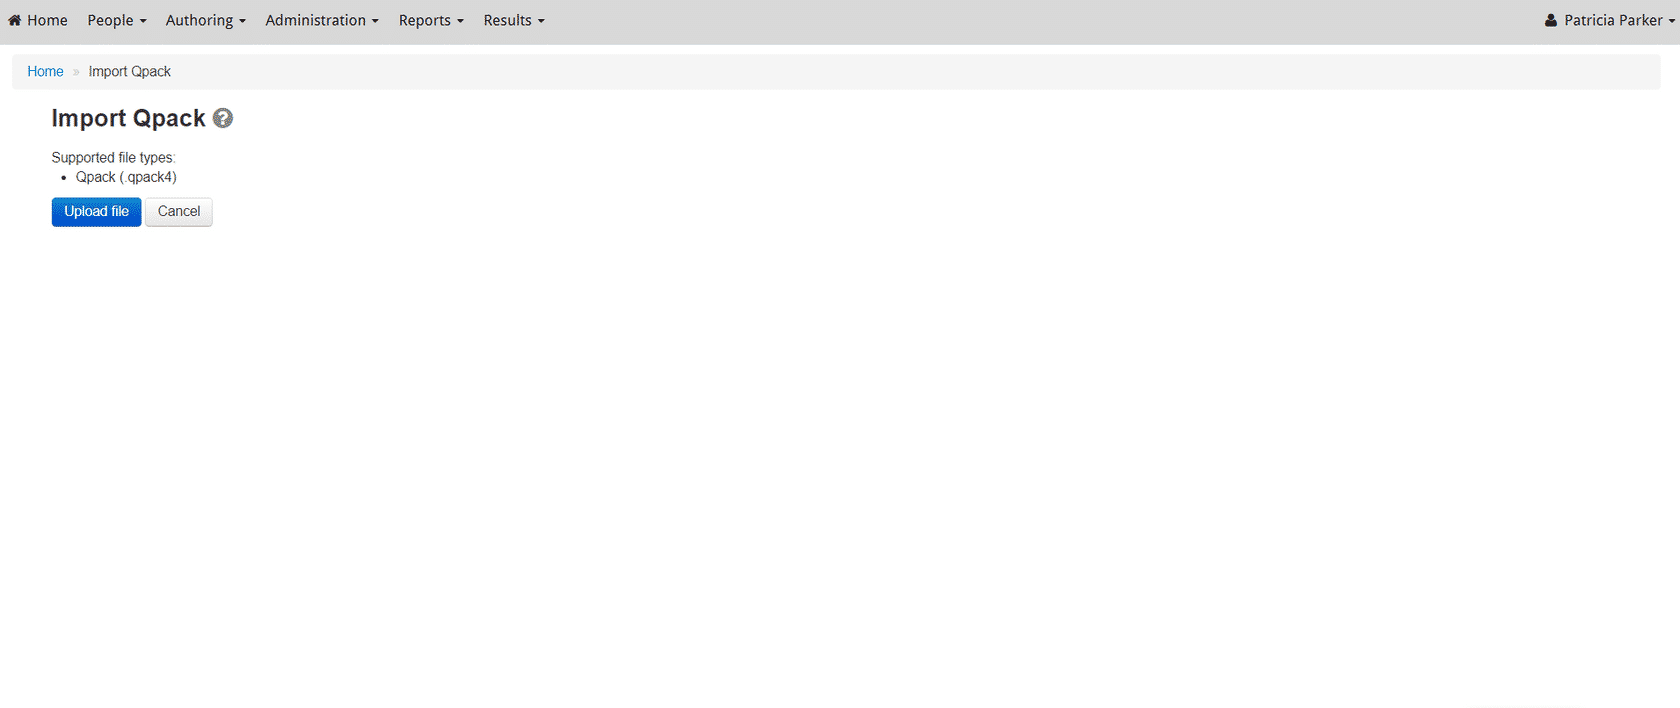 Home People Authoring Administration Reports Results Patricia Parker
Home » Import Qpack
Import Qpack ?
Supported file types:
• Qpack (.qpack4)
Upload file Cancel